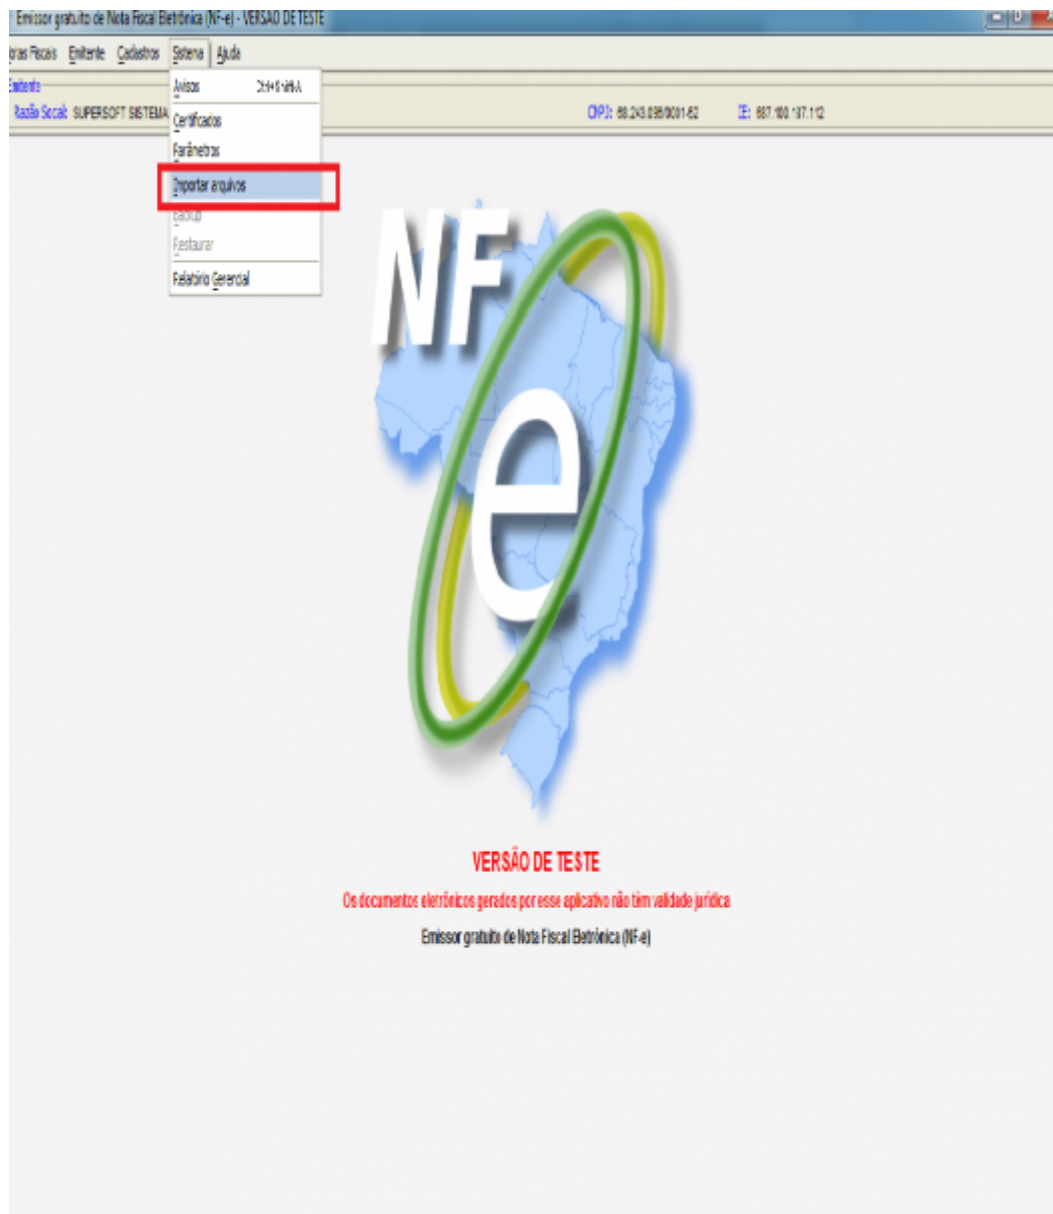 Emissor gratuito de Nota Fiscal Eletrônica (NF-e) - VERSÃO DE TESTE
Notas Fiscais Emitente Cadastros Sistema Ajuda
Emitente
Razão Social: SUPERSOFT SISTEMA CNPJ: IE:
Avisos
Certificados
Parâmetros
Importar arquivos
Backup
Restaurar
Relatório Gerencial
NF
e
VERSÃO DE TESTE
Os documentos eletrônicos gerados por esse aplicativo não têm validade jurídica
Emissor gratuito de Nota Fiscal Eletrônica (NF-e)